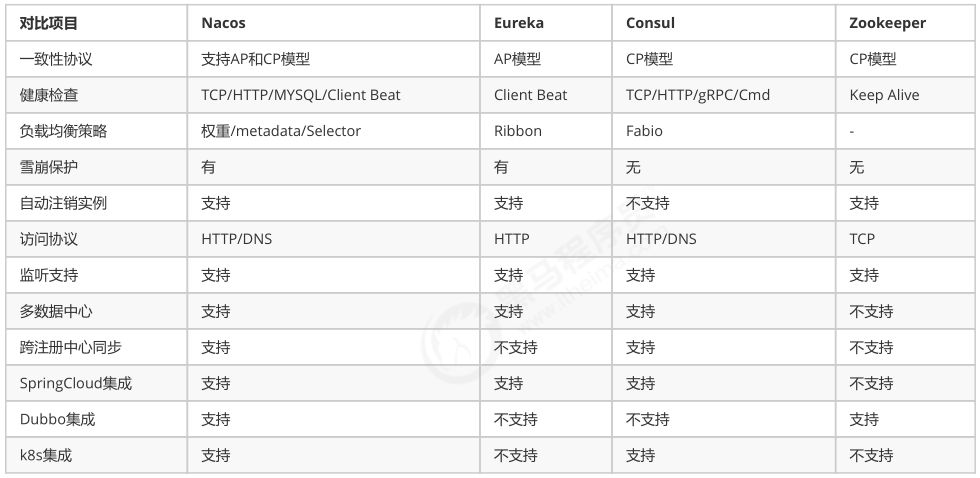 对比项目 Nacos Eureka Consul Zookeeper
一致性协议 支持AP和CP模型 AP模型 CP模型 CP模型
健康检查 TCP/HTTP/MYSQL/Client Beat Client Beat TCP/HTTP/gRPC/Cmd Keep Alive
负载均衡策略 权重/metadata/Selector Ribbon Fabio -
雪崩保护 有 有 无 无
自动注销实例 支持 支持 不支持 支持
访问协议 HTTP/DNS HTTP HTTP/DNS TCP
监听支持 支持 支持 支持 支持
多数据中心 支持 支持 支持 不支持
跨注册中心同步 支持 不支持 支持 不支持
SpringCloud集成 支持 支持 支持 不支持
Dubbo集成 支持 不支持 不支持 支持
k8s集成 支持 不支持 支持 不支持
黑马程序员
www.itheima.com